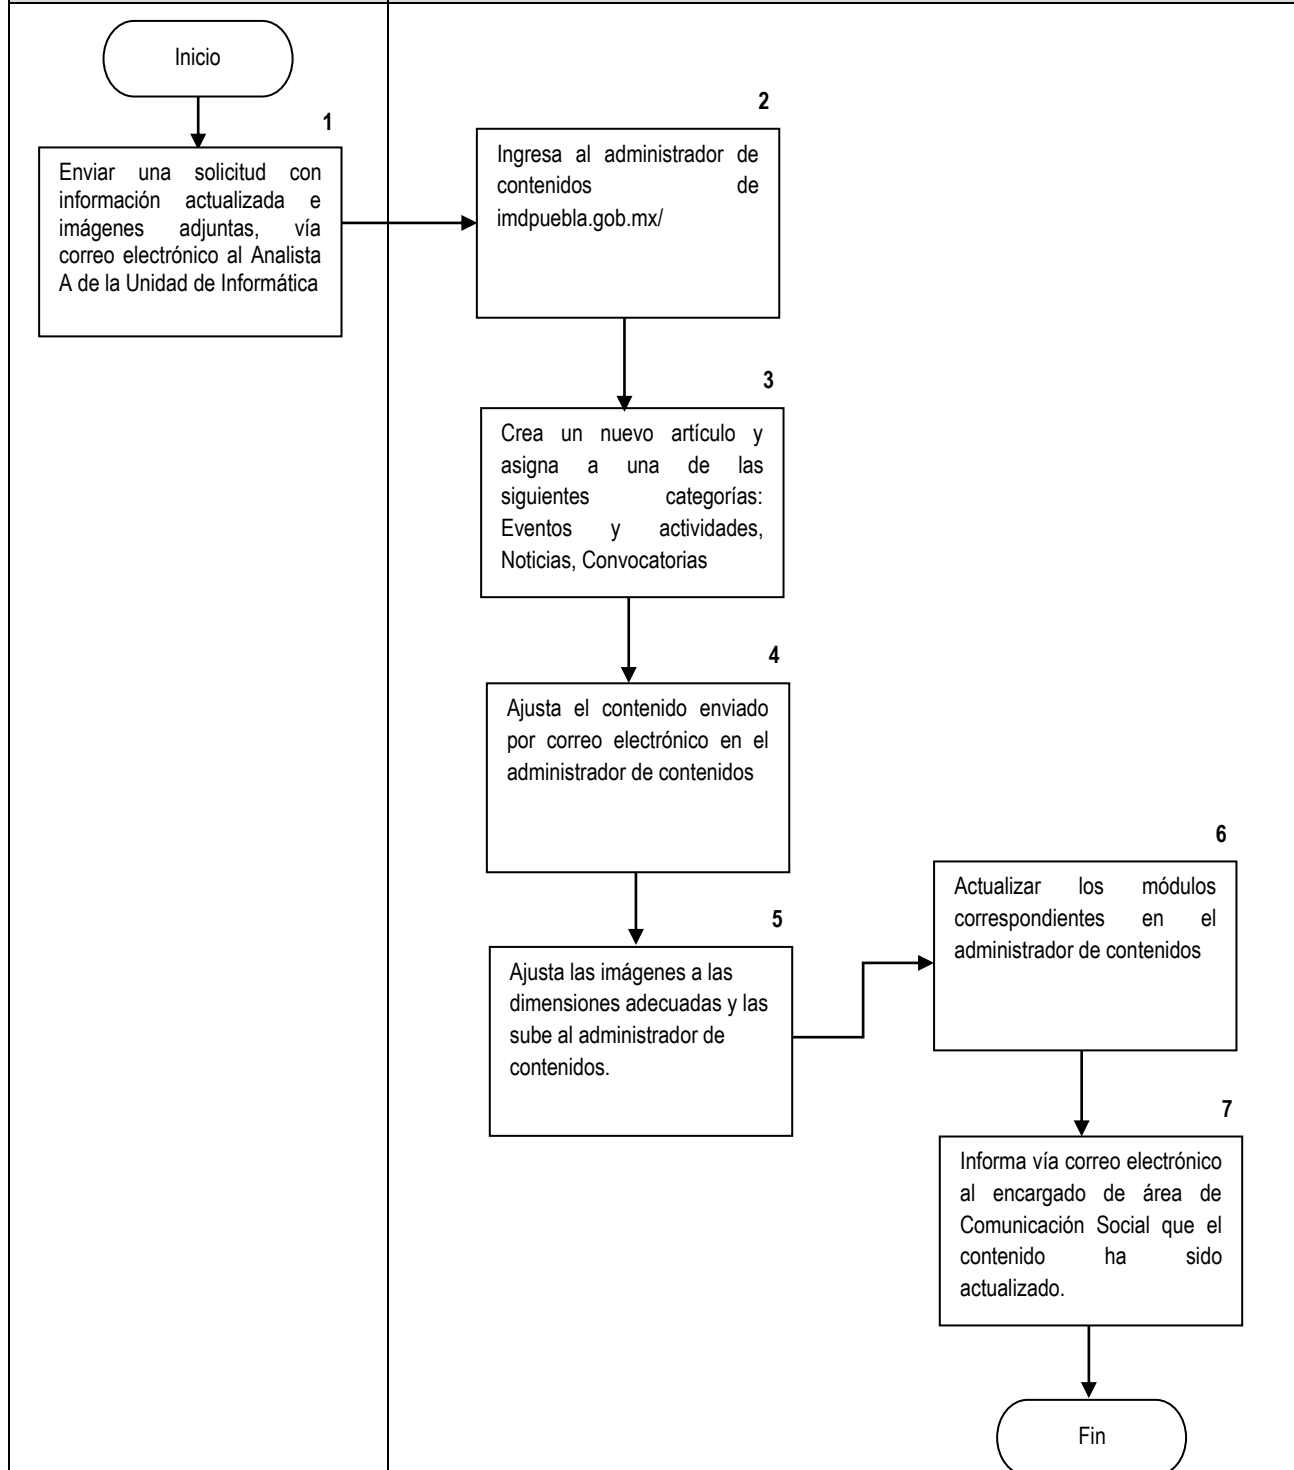 Inicio
1
Enviar una solicitud con
información actualizada e
imágenes adjuntas, vía
correo electrónico al Analista
A de la Unidad de Informática
2
Ingresa al administrador de
contenidos de
imdpuebla.gob.mx/
3
Crea un nuevo artículo y
asigna a una de las
siguientes categorías:
Eventos y actividades,
Noticias, Convocatorias
4
Ajusta el contenido enviado
por correo electrónico en el
administrador de contenidos
5
Ajusta las imágenes a las
dimensiones adecuadas y las
sube al administrador de
contenidos.
6
Actualizar los módulos
correspondientes en el
administrador de contenidos
7
Informa vía correo electrónico
al encargado de área de
Comunicación Social que el
contenido ha sido
actualizado.
Fin